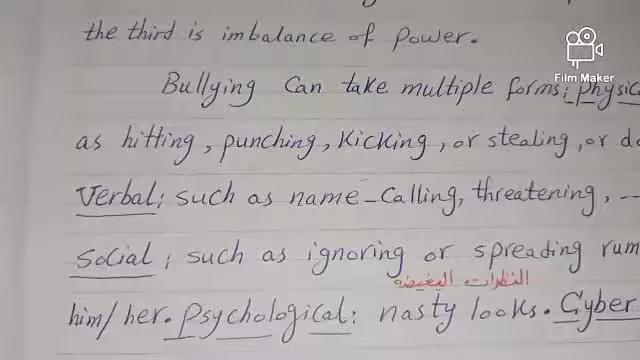 the third is imbalance of power.
Film Maker
Bullying can take multiple forms: physic
as hitting, punching, kicking, or stealing, or d
Verbal; such as name-calling, threatening, --
Social; such as ignoring or spreading rum
النظرات البغيضة
him/her. Psychological: nasty looks. Cyber